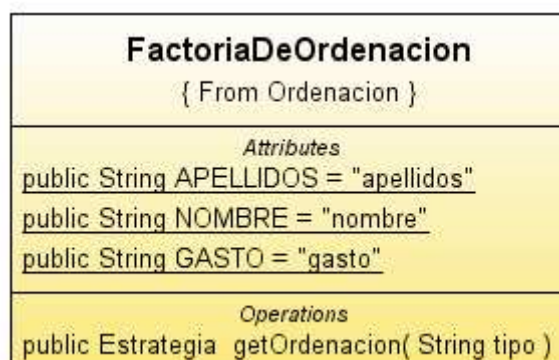 FactoriaDeOrdenacion
{ From Ordenacion }
Attributes
public String APELLIDOS = "apellidos"
public String NOMBRE = "nombre"
public String GASTO = "gasto"
Operations
public Estrategia getOrdenacion( String tipo )